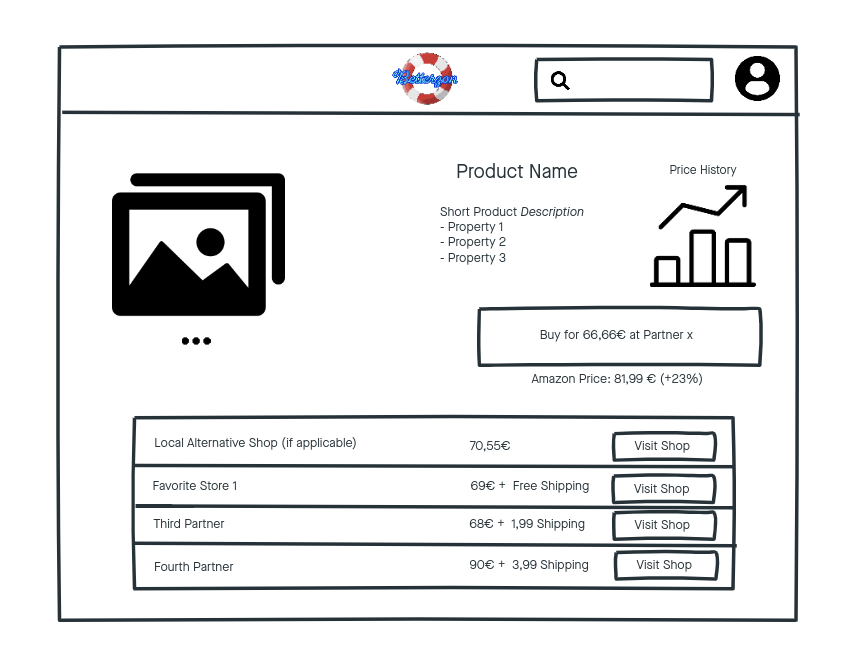 Bettergon
Product Name
Price History
Short Product Description
- Property 1
- Property 2
- Property 3
Buy for 66,66€ at Partner x
Amazon Price: 81,99 € (+23%)
Local Alternative Shop (if applicable) 70,55€ Visit Shop
Favorite Store 1 69€ + Free Shipping Visit Shop
Third Partner 68€ + 1,99 Shipping Visit Shop
Fourth Partner 90€ + 3,99 Shipping Visit Shop